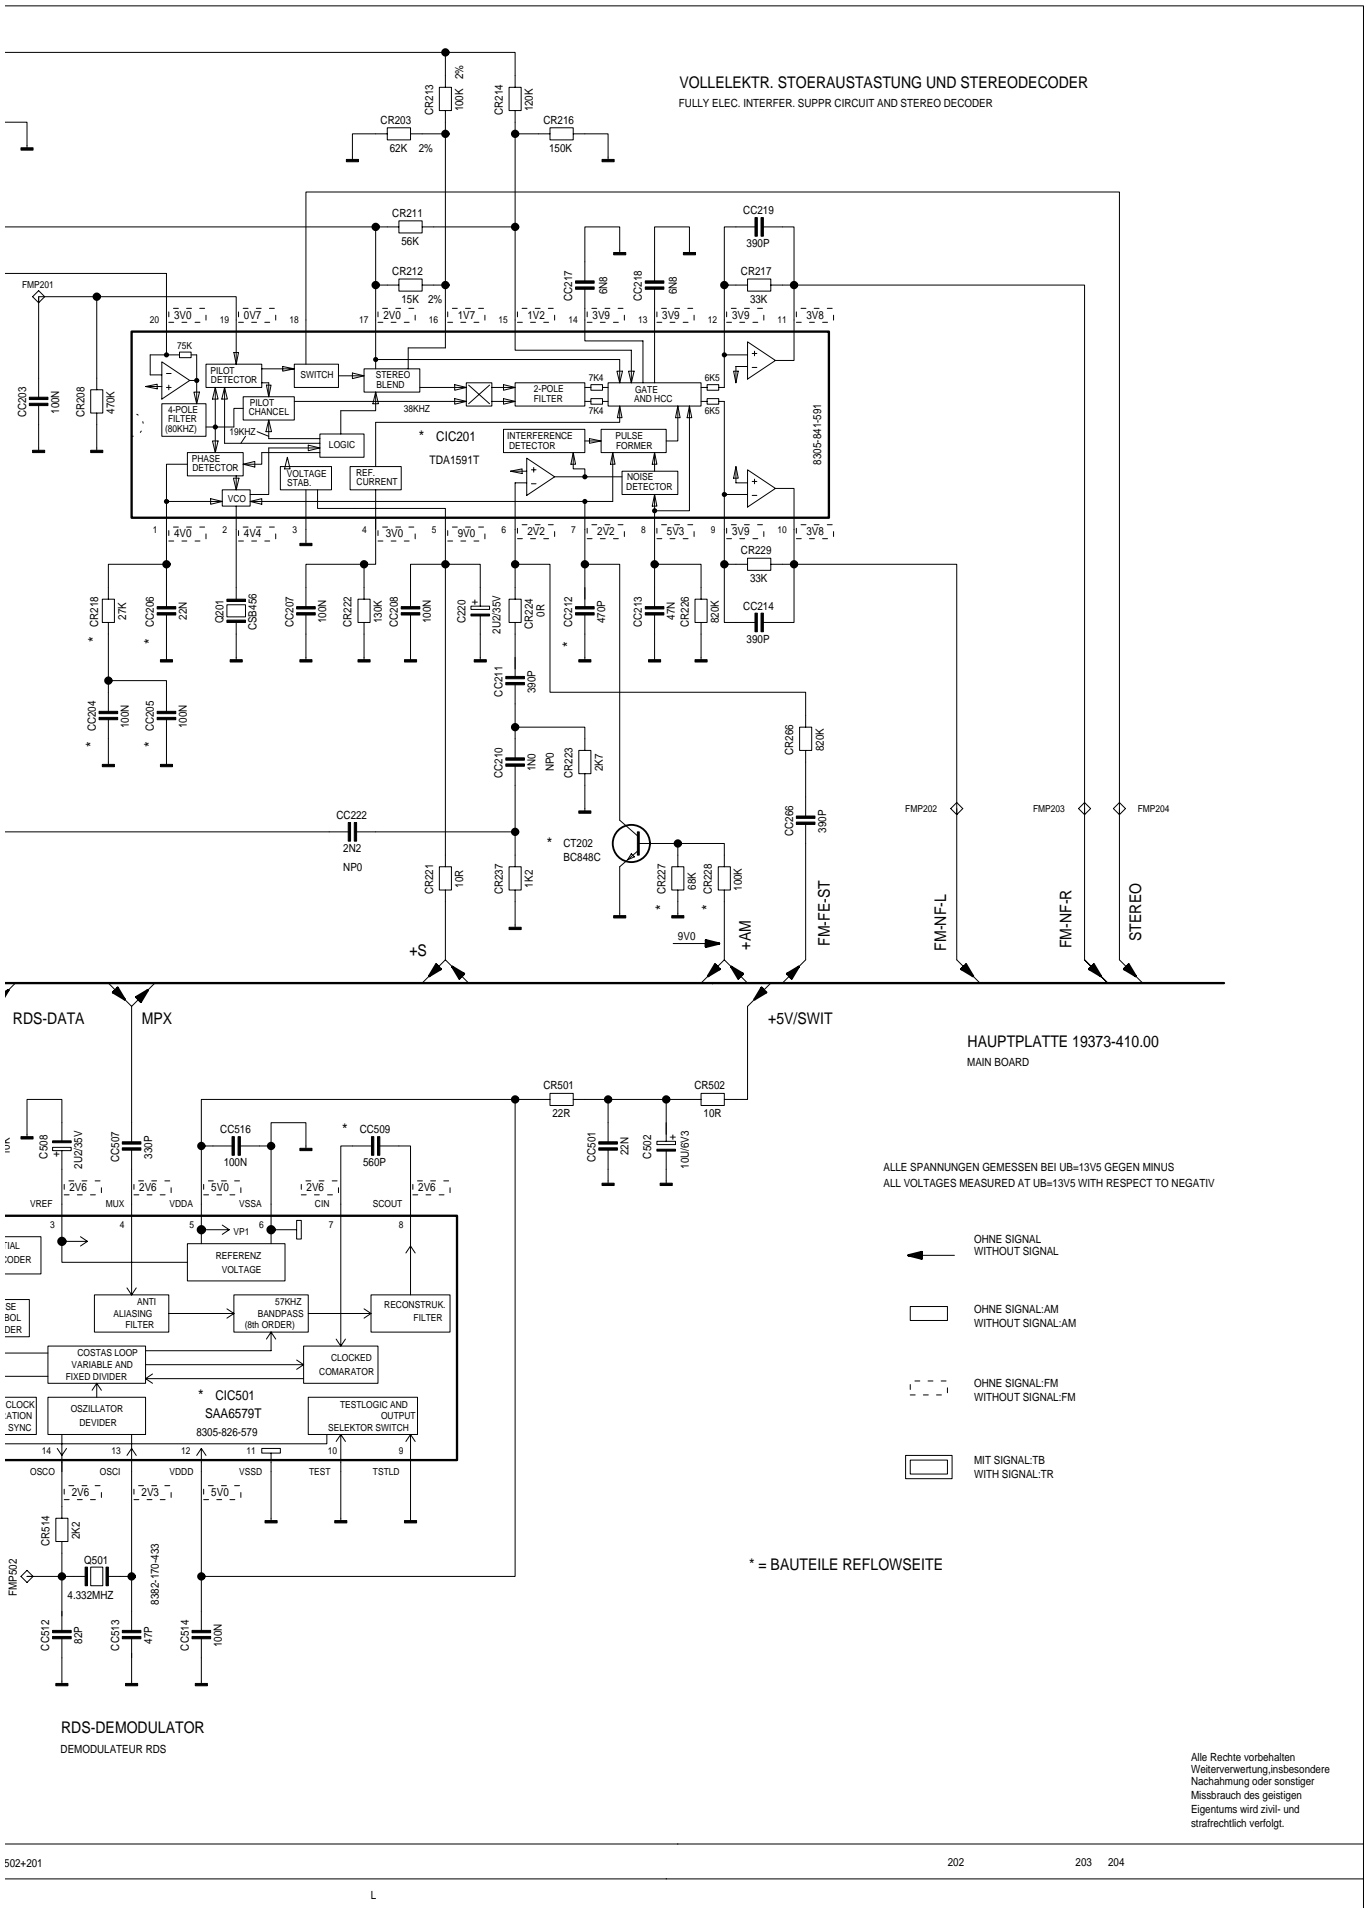 VOLLELEKTR. STOERAUSTASTUNG UND STEREODECODER
FULLY ELEC. INTERFER. SUPPR CIRCUIT AND STEREO DECODER
CR213
100K 2%
CR214
120K
CR203
62K 2%
CR216
150K
CR211
56K
CC219
390P
CR212
15K 2%
CC217
6N8
CC218
6N8
CR217
33K
FMP201
CC203
100N
CR208
470K
20 3V0
19 0V7
18
17 2V0
16 1V7
15 1V2
14 3V9
13 3V9
12 3V9
11 3V8
75K
PILOT
DETECTOR
SWITCH
STEREO
BLEND
2-POLE
FILTER
7K4
7K4
GATE
AND HCC
6K5
6K5
4-POLE
FILTER
(80KHZ)
PILOT
CHANCEL
38KHZ
19KHZ
LOGIC
* CIC201
TDA1591T
INTERFERENCE
DETECTOR
PULSE
FORMER
8305-841-591
PHASE
DETECTOR
VOLTAGE
STAB.
REF.
CURRENT
NOISE
DETECTOR
VCO
1 4V0
2 4V4
3
4 3V0
5 9V0
6 2V2
7 2V2
8 5V3
9 3V9
10 3V8
CR229
33K
CC214
390P
CR218
27K
*
CC206
22N
*
Q201
CSB456
CC207
100N
CR222
130K
CC208
100N
C220
+
2U2/35V
CR224
0R
CC212
470P
*
CC213
47N
CR226
820K
CC211
390P
CC204
100N
*
CC205
100N
*
CC210
1N0
NP0
CR223
2K7
CR266
820K
CC266
390P
CC222
2N2
NP0
* CT202
BC848C
FMP202
FMP203
FMP204
CR221
10R
CR237
1K2
CR227
68K
*
CR228
100K
*
9V0
+S
+AM
FM-FE-ST
FM-NF-L
FM-NF-R
STEREO
RDS-DATA
MPX
+5V/SWIT
HAUPTPLATTE 19373-410.00
MAIN BOARD
CR501
22R
CR502
10R
C508
+
2U2/35V
CC507
330P
CC516
100N
* CC509
560P
CC501
22N
C502
+
10U/6V3
ALLE SPANNUNGEN GEMESSEN BEI UB=13V5 GEGEN MINUS
ALL VOLTAGES MEASURED AT UB=13V5 WITH RESPECT TO NEGATIV
2V6
2V6
5V0
2V6
2V6
VREF
MUX
VDDA
VSSA
CIN
SCOUT
3
4
5
6
7
8
VP1
REFERENZ
VOLTAGE
ANTI
ALIASING
FILTER
57KHZ
BANDPASS
(8th ORDER)
RECONSTRUK.
FILTER
COSTAS LOOP
VARIABLE AND
FIXED DIVIDER
CLOCKED
COMARATOR
* CIC501
SAA6579T
8305-826-579
CLOCK
SYNC
OSZILLATOR
DEVIDER
TESTLOGIC AND
OUTPUT
SELEKTOR SWITCH
14
13
12
11
10
9
OSCO
OSCI
VDDD
VSSD
TEST
TSTLD
2V6
2V3
5V0
OHNE SIGNAL
WITHOUT SIGNAL
OHNE SIGNAL:AM
WITHOUT SIGNAL:AM
OHNE SIGNAL:FM
WITHOUT SIGNAL:FM
MIT SIGNAL:TB
WITH SIGNAL:TR
CR514
2K2
FMP502
Q501
4.332MHZ
8382-170-433
CC512
82P
CC513
47P
CC514
100N
* = BAUTEILE REFLOWSEITE
RDS-DEMODULATOR
DEMODULATEUR RDS
Alle Rechte vorbehalten
Weiterverwertung,insbesondere
Nachahmung oder sonstiger
Missbrauch des geistigen
Eigentums wird zivil- und
strafrechtlich verfolgt.
502+201
202
203
204
L